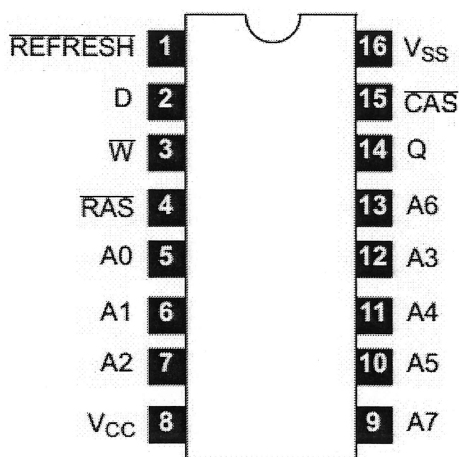 REFRESH 1 16 VSS
D 2 15 CAS
W 3 14 Q
RAS 4 13 A6
A0 5 12 A3
A1 6 11 A4
A2 7 10 A5
VCC 8 9 A7